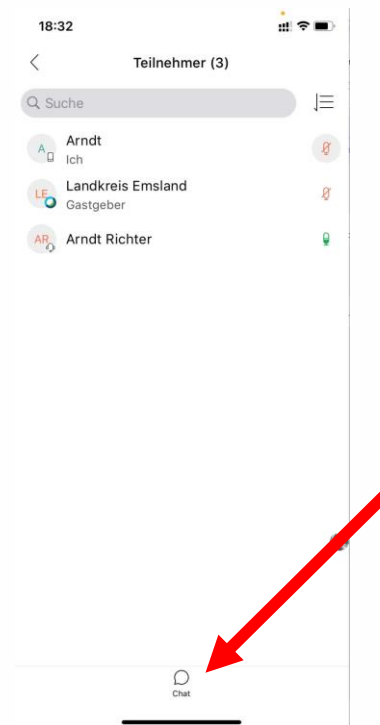 18:32
Teilnehmer (3)
Suche
A
Arndt
Ich
LE
Landkreis Emsland
Gastgeber
AR
Arndt Richter
Chat